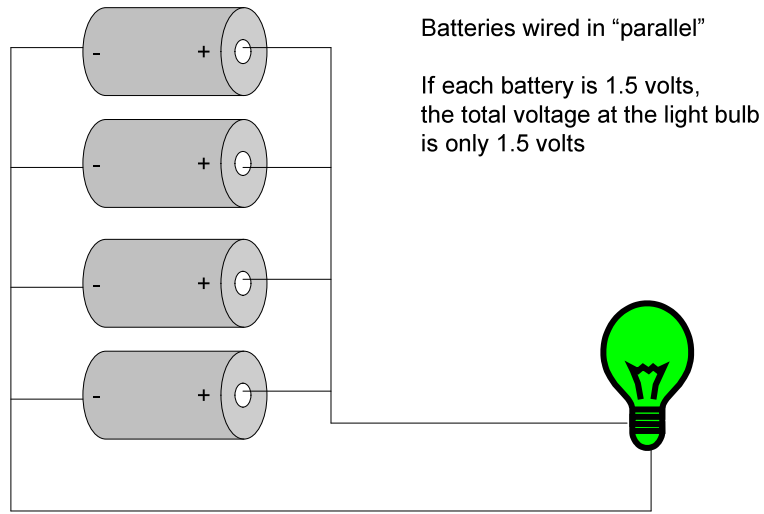 Batteries wired in “parallel”
If each battery is 1.5 volts,
the total voltage at the light bulb
is only 1.5 volts
- +
- +
- +
- +